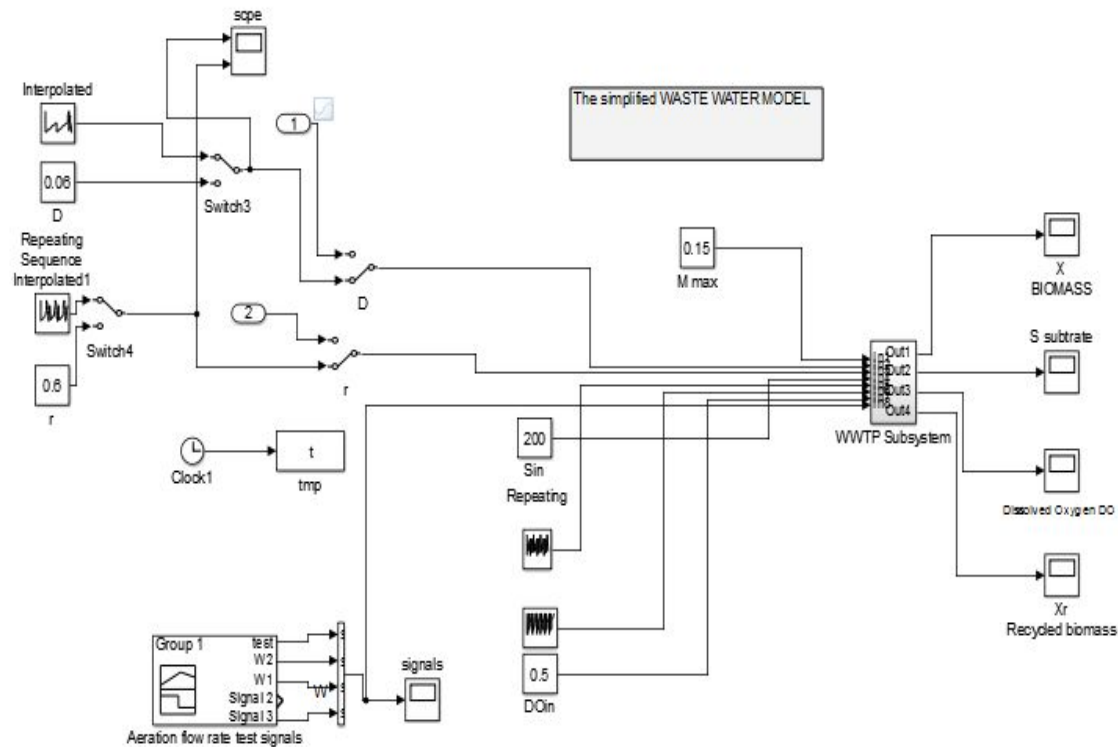 scpe
Interpolated
1
The simplified WASTE WATER MODEL
0.06
Switch3
D
Repeating
Sequence
Interpolated1
0.15
M max
X
BIOMASS
D
2
Switch4
S subtrate
r
Out1
Out2
Out3
Out4
0.6
r
WWTP Subsystem
200
Sin
t
Clock1
tmp
Repeating
Dissolved Oxygen DO
Xr
Recycled biomass
Group 1
test
W2
W1
Signal 2
Signal 3
W
signals
0.5
DOin
Aeration flow rate test signals